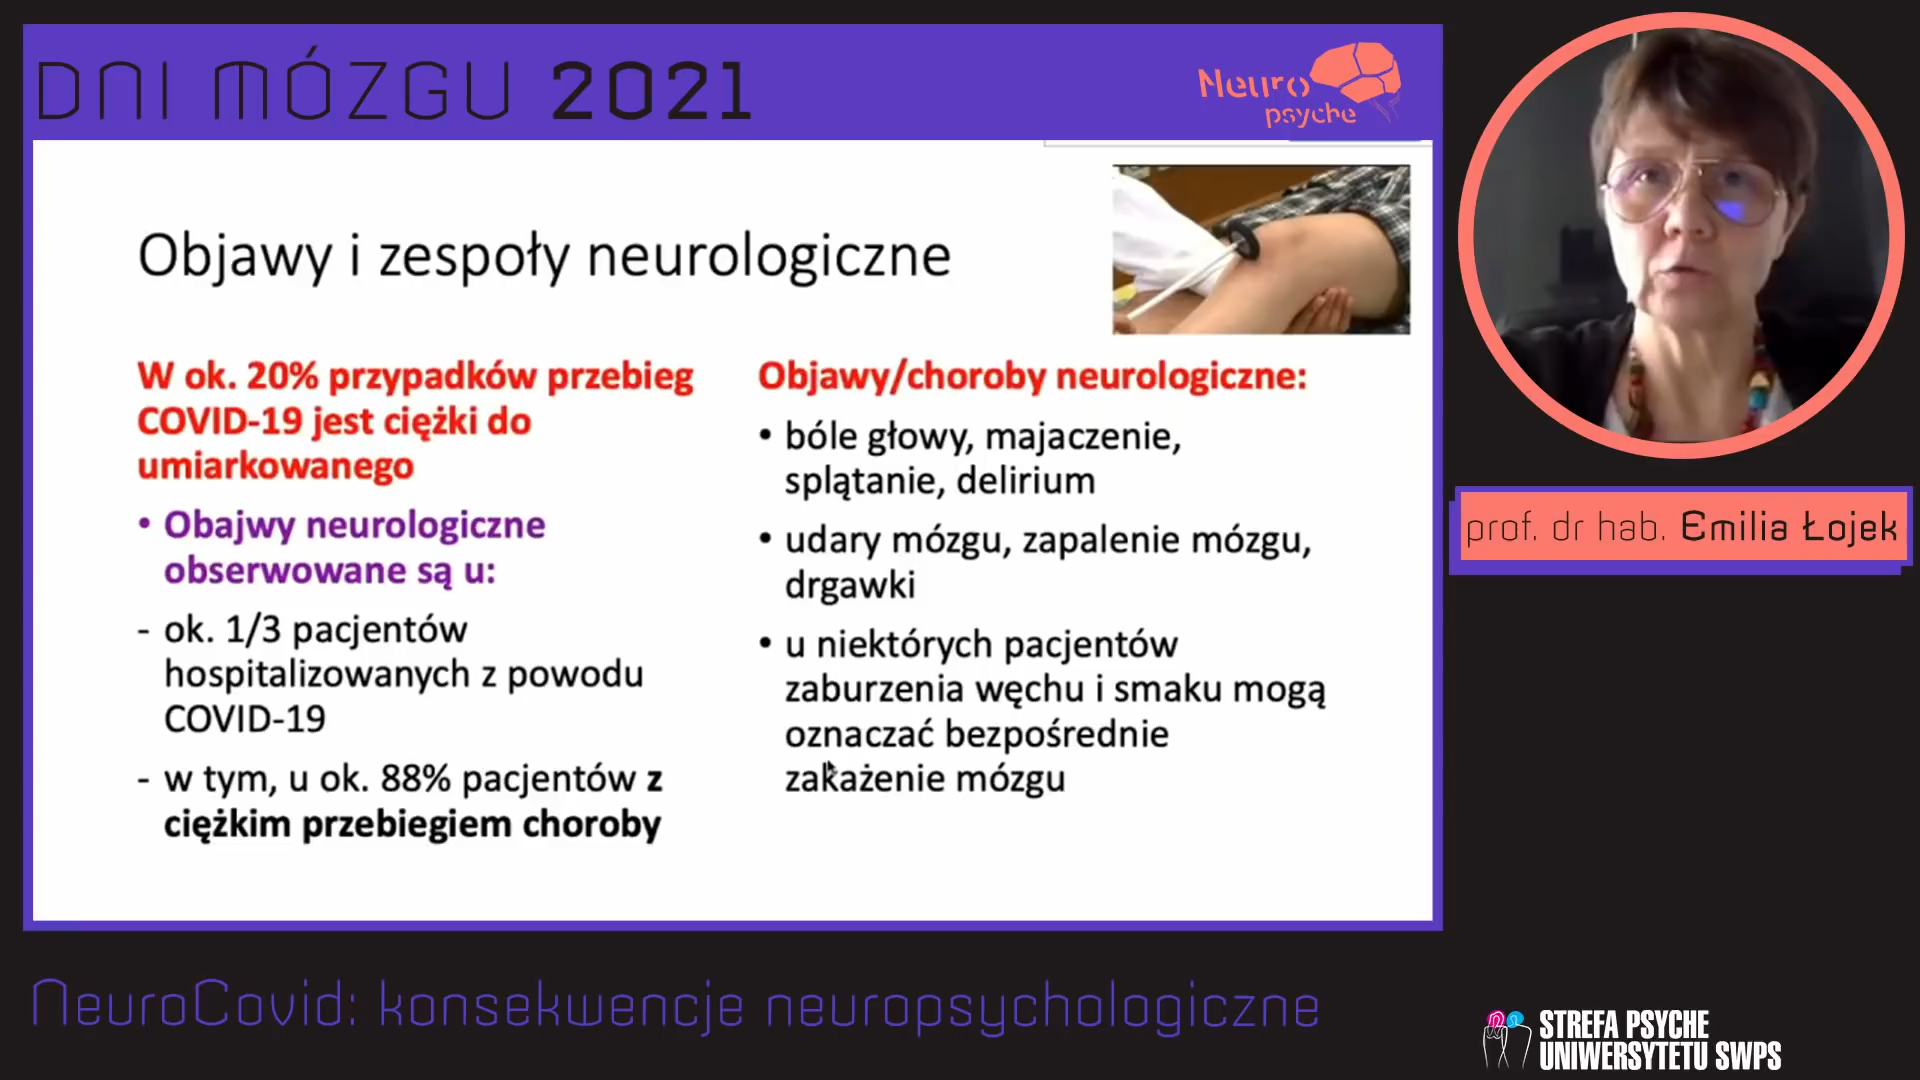 DNI MÓZGU 2021
Neuro
psyche
Objawy i zespoły neurologiczne
W ok. 20% przypadków przebieg
COVID-19 jest ciężki do
umiarkowanego
• Obajwy neurologiczne
obserwowane są u:
- ok. 1/3 pacjentów
hospitalizowanych z powodu
COVID-19
- w tym, u ok. 88% pacjentów z
ciężkim przebiegiem choroby
Objawy/choroby neurologiczne:
• bóle głowy, majaczenie,
splątanie, delirium
• udary mózgu, zapalenie mózgu,
drgawki
• u niektórych pacjentów
zaburzenia węchu i smaku mogą
oznaczać bezpośrednie
zakażenie mózgu
prof. dr hab. Emilia Łojek
NeuroCovid: konsekwencje neuropsychologiczne
STREFA PSYCHE
UNIWERSYTETU SWPS